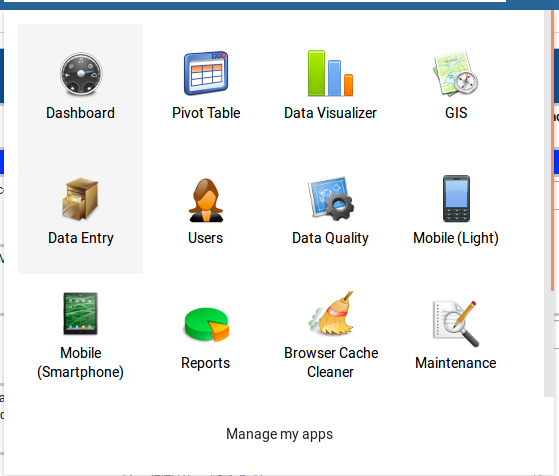 Dashboard
Pivot Table
Data Visualizer
GIS
Data Entry
Users
Data Quality
Mobile (Light)
Mobile
(Smartphone)
Reports
Browser Cache
Cleaner
Maintenance
Manage my apps